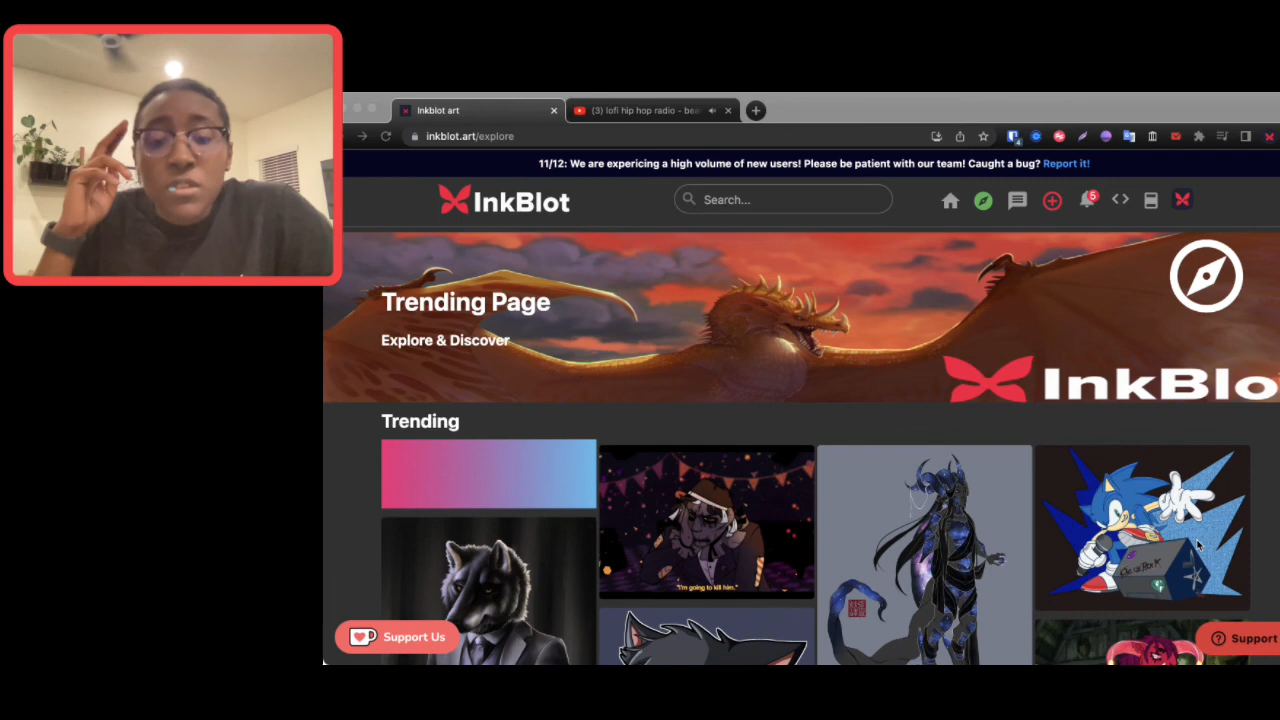 Inkblot art
(3) lofi hip hop radio - bea
inkblot.art/explore
4
11/12: We are expericing a high volume of new users! Please be patient with our team! Caught a bug? Report it!
InkBlot
Search...
5
Trending Page
Explore & Discover
InkBlo
Trending
"I'm going to kill him."
Support Us
Support